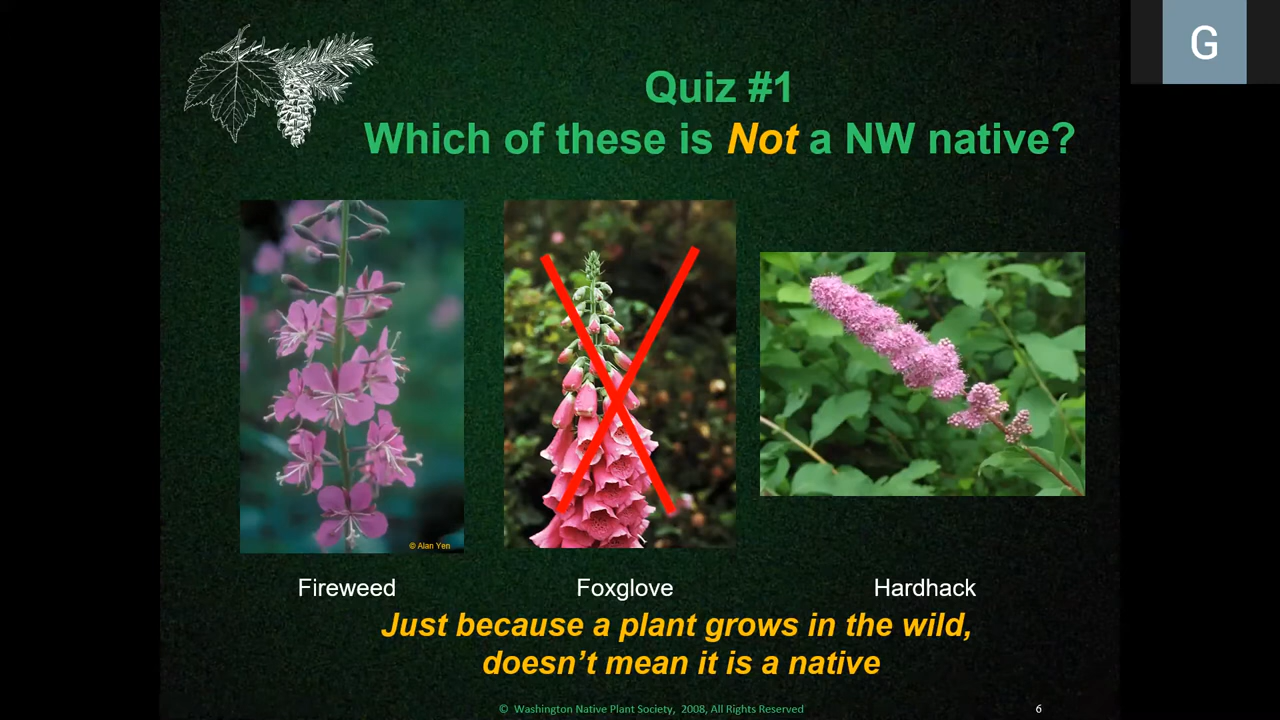 G
Quiz #1
Which of these is Not a NW native?
© Alan Yen
Fireweed
Foxglove
Hardhack
Just because a plant grows in the wild,
doesn’t mean it is a native
© Washington Native Plant Society, 2008, All Rights Reserved
6